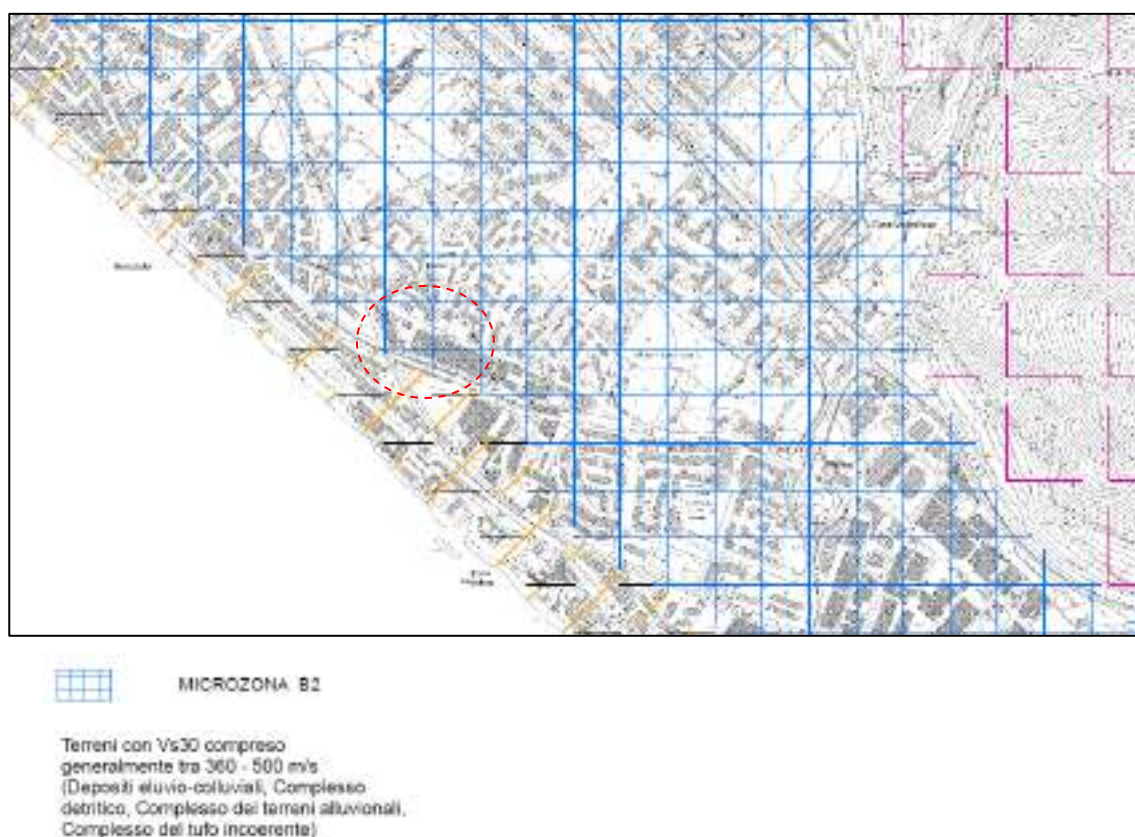 MICROZONA B2
Terreni con Vs30 compreso
generalmente tra 360 - 500 m/s
(Depositi eluvio-colluviali, Complesso
detritico, Complesso dei terreni alluvionali,
Complesso del tufo incoerente)